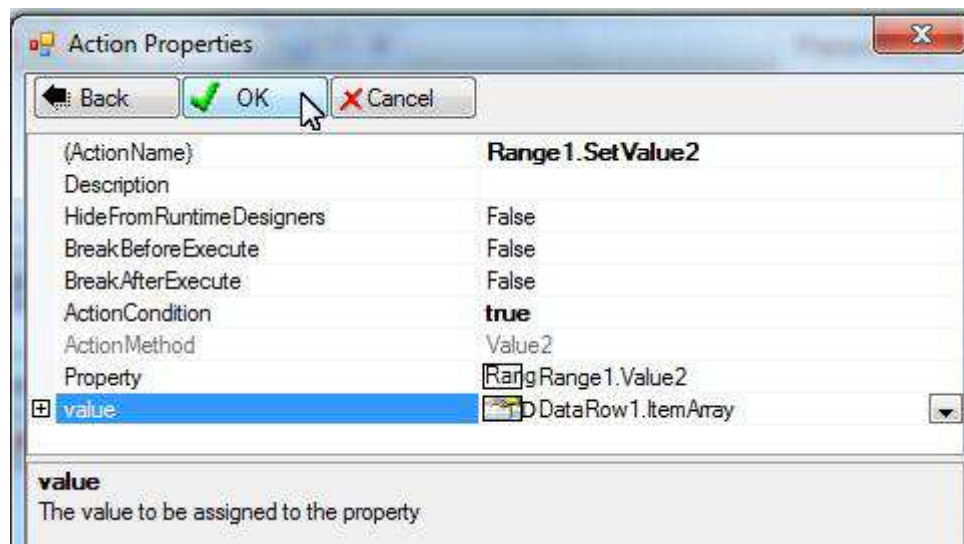 Action Properties
Back OK Cancel
(ActionName) Range1.SetValue2
Description
HideFromRuntimeDesigners False
BreakBeforeExecute False
BreakAfterExecute False
ActionCondition true
ActionMethod Value2
Property Rang Range1.Value2
value D DataRow1.ItemArray
value
The value to be assigned to the property